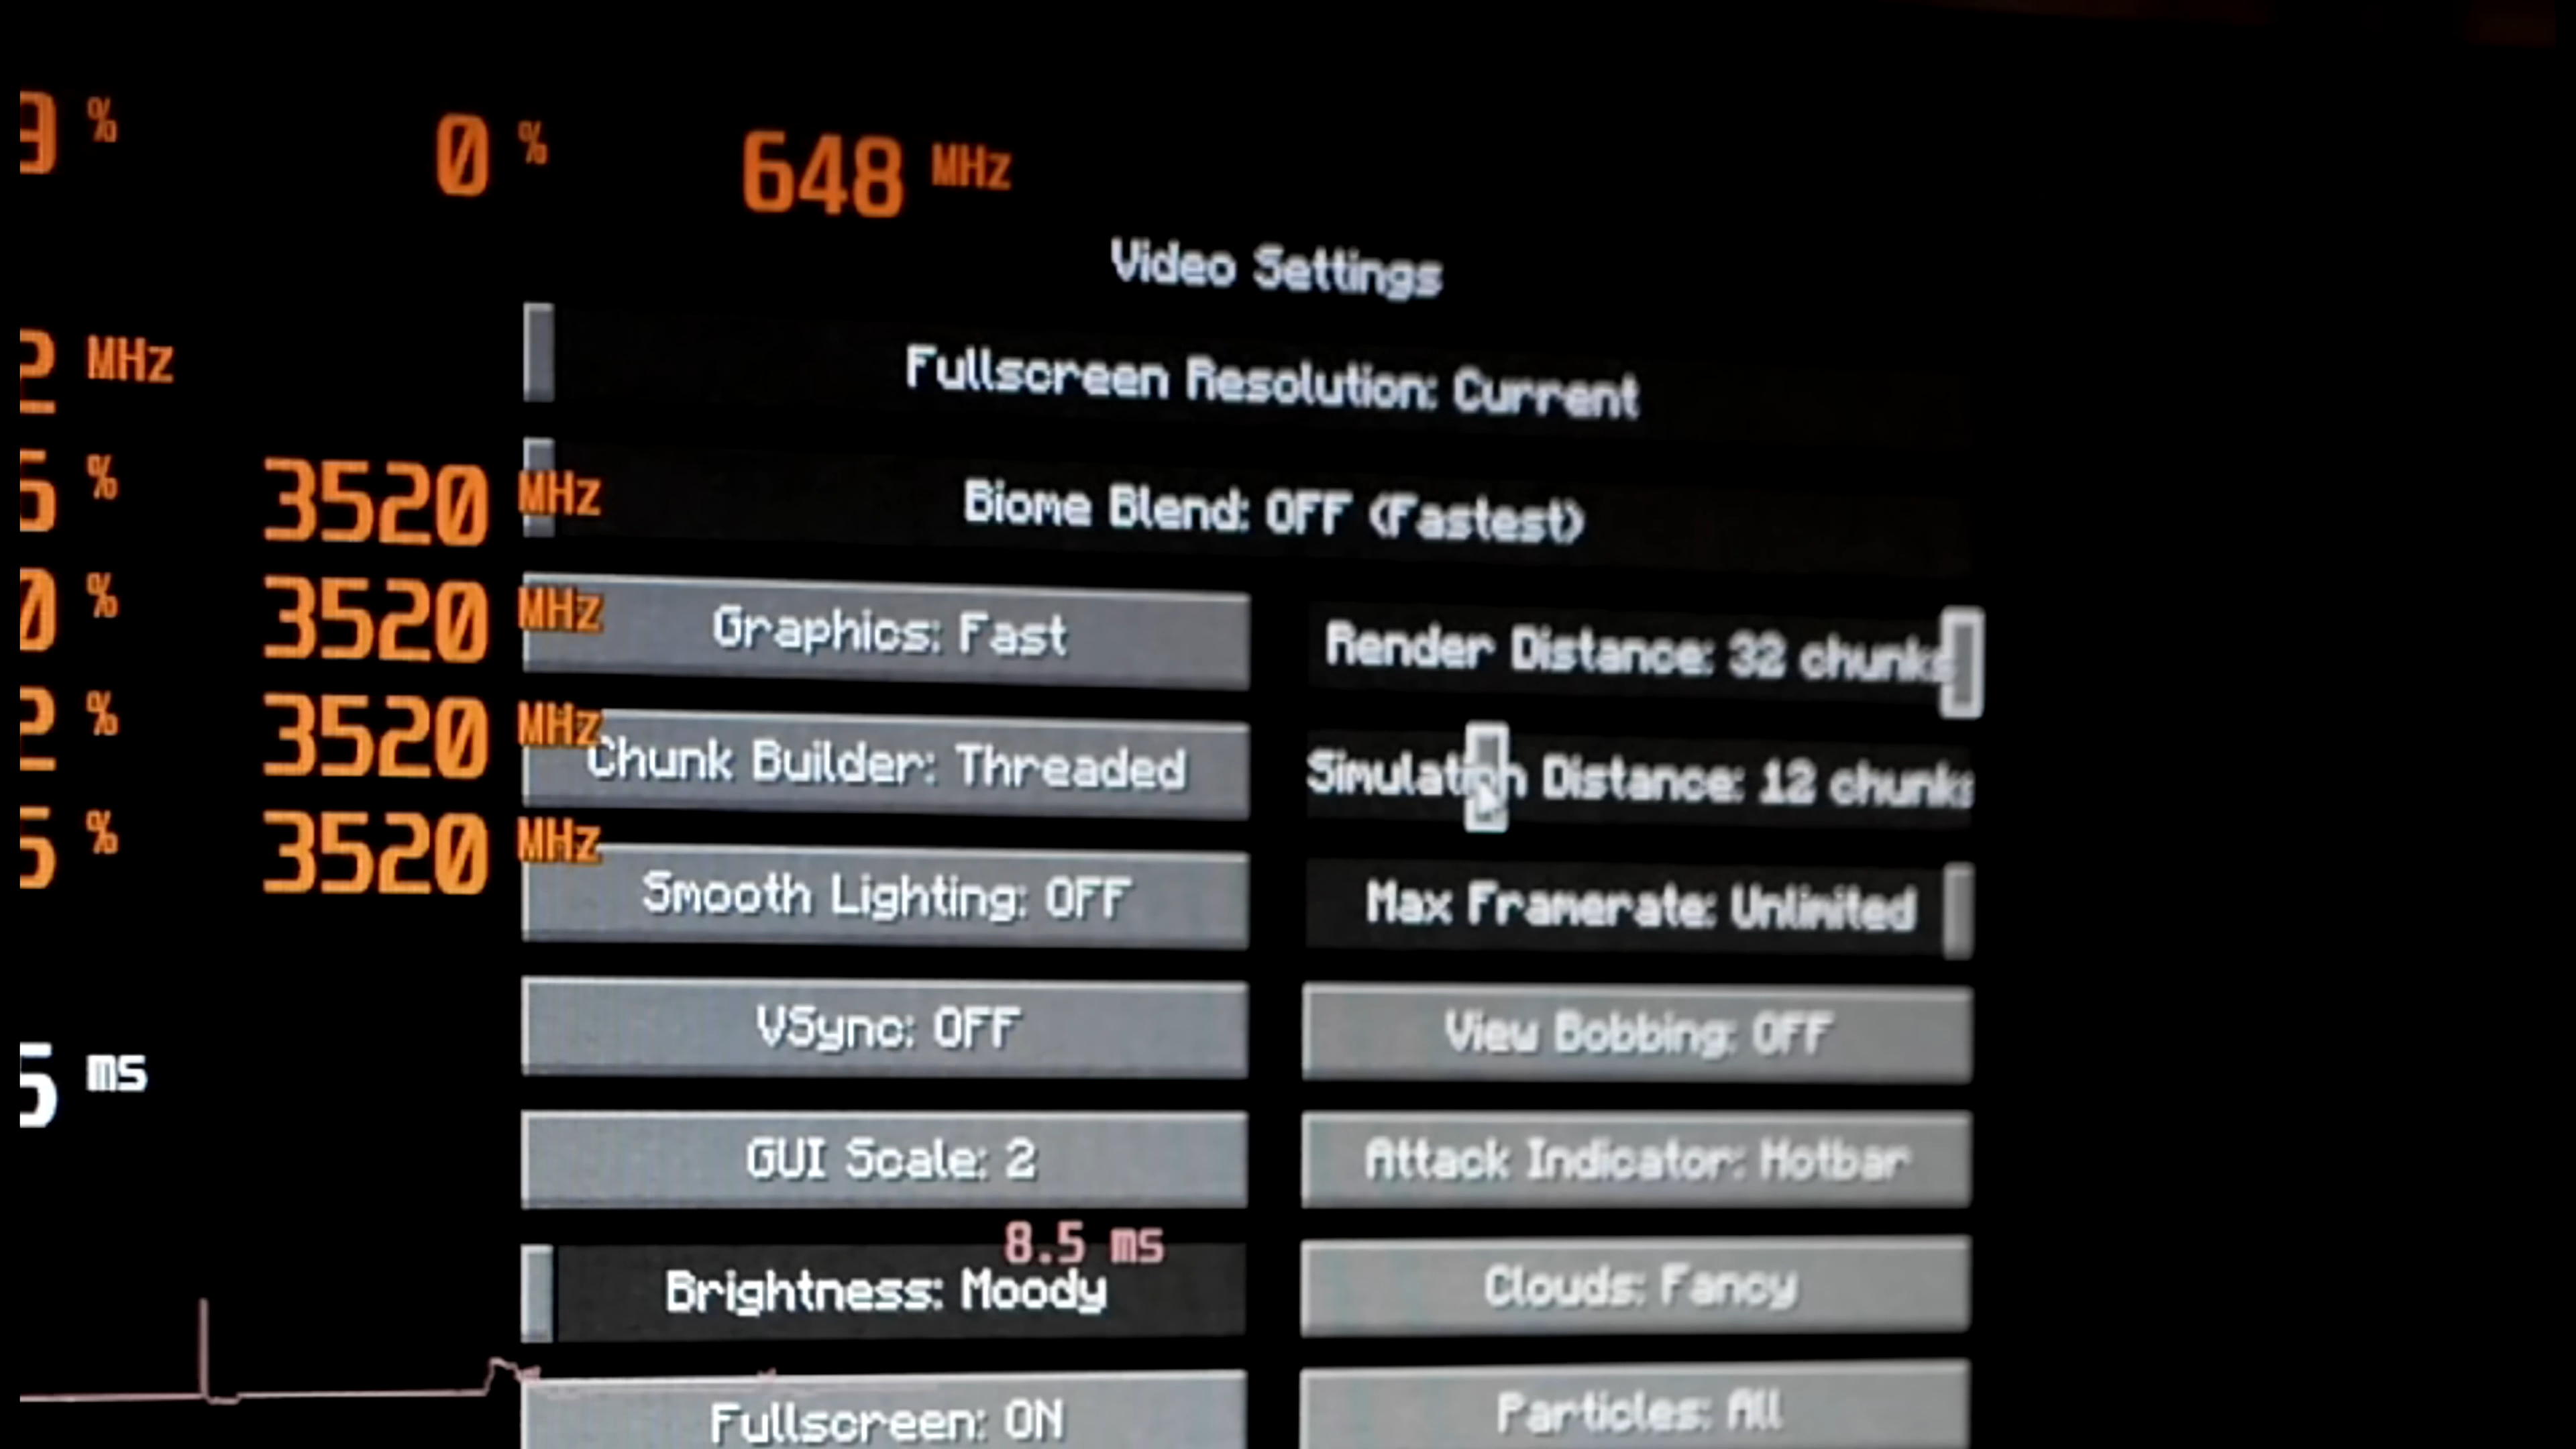 % 0 % 648 MHz
Video Settings
MHz
Fullscreen Resolution: Current
% 3520 MHz
Biome Blend: OFF (Fastest)
% 3520 MHz
Graphics: Fast
Render Distance: 32 chunks
% 3520 MHz
Chunk Builder: Threaded
Simulation Distance: 12 chunks
% 3520 MHz
Smooth Lighting: OFF
Max Framerate: Unlimited
VSync: OFF
View Bobbing: OFF
5 ms
GUI Scale: 2
Attack Indicator: Hotbar
8.5 ms
Brightness: Moody
Clouds: Fancy
Fullscreen: ON
Particles: All